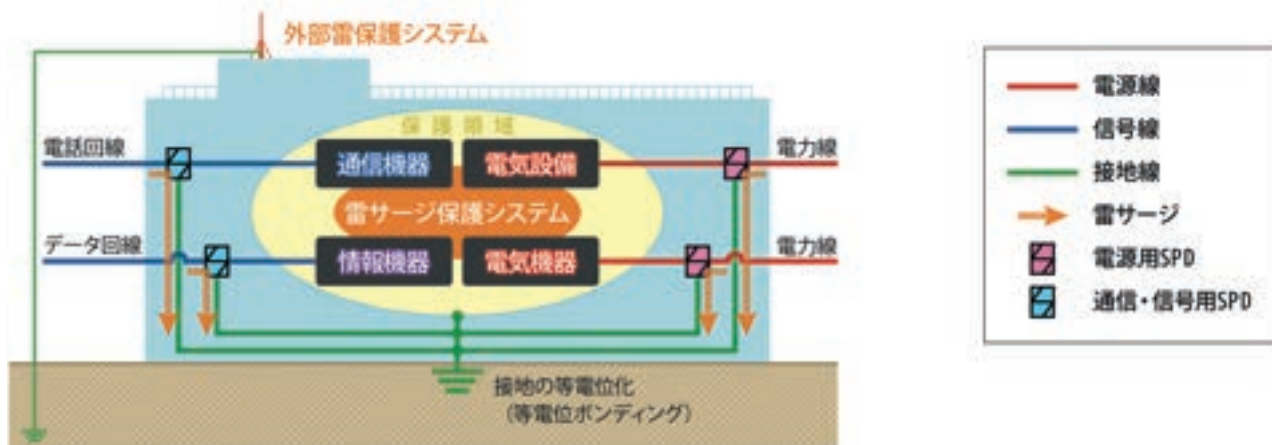 外部雷保護システム
保護領域
電話回線
通信機器
電気設備
電力線
雷サージ保護システム
データ回線
情報機器
電気機器
電力線
接地の等電位化
(等電位ボンディング)
電源線
信号線
接地線
雷サージ
電源用SPD
通信・信号用SPD